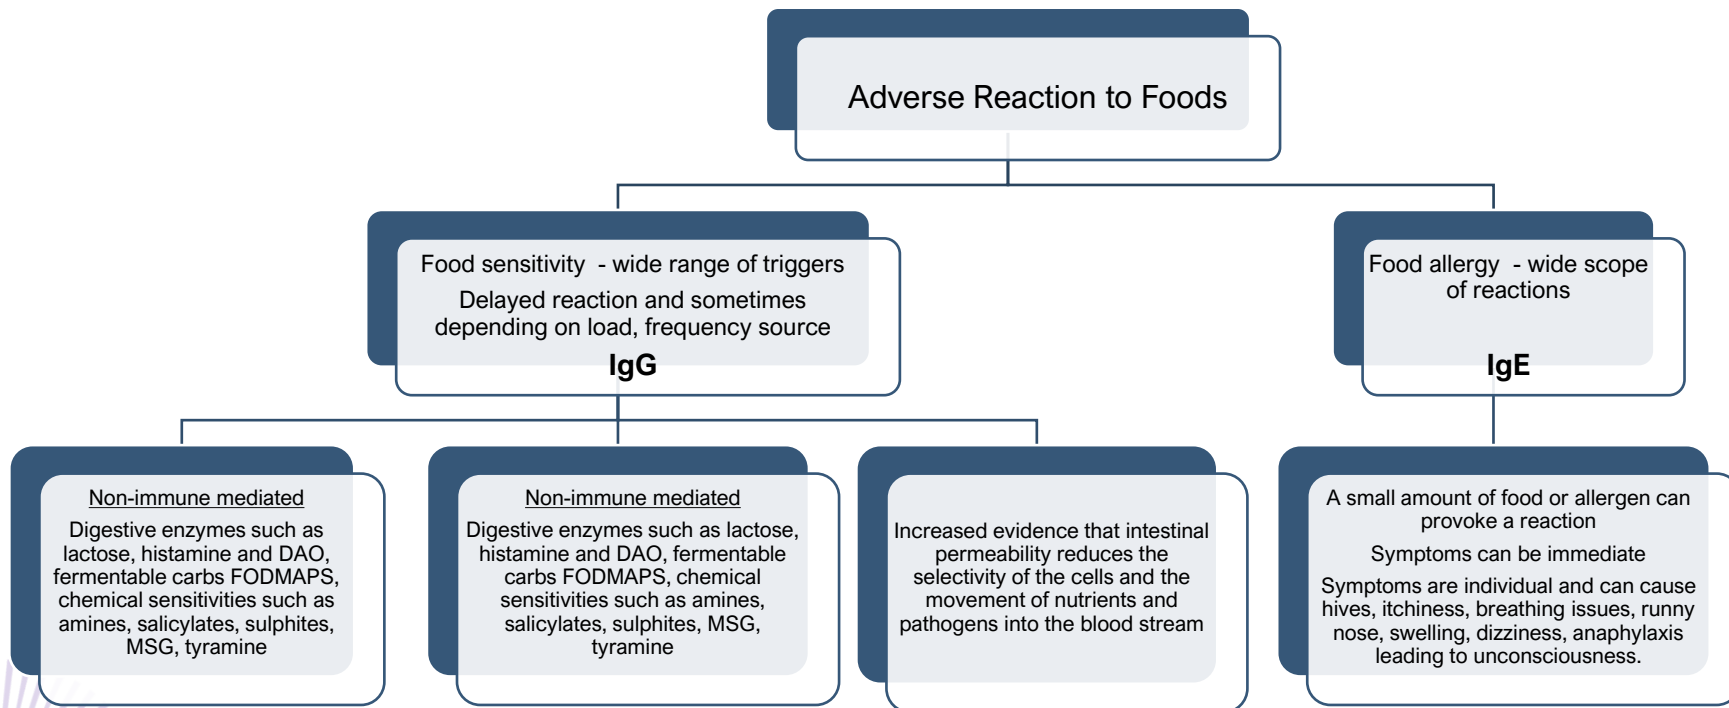 Adverse Reaction to Foods
Food sensitivity - wide range of triggers
Delayed reaction and sometimes
depending on load, frequency source
IgG
Food allergy - wide scope
of reactions
IgE
Non-immune mediated
Digestive enzymes such as
lactose, histamine and DAO,
fermentable carbs FODMAPS,
chemical sensitivities such as
amines, salicylates, sulphites,
MSG, tyramine
Non-immune mediated
Digestive enzymes such as lactose,
histamine and DAO, fermentable
carbs FODMAPS, chemical
sensitivities such as amines,
salicylates, sulphites, MSG,
tyramine
Increased evidence that intestinal
permeability reduces the
selectivity of the cells and the
movement of nutrients and
pathogens into the blood stream
A small amount of food or allergen can
provoke a reaction
Symptoms can be immediate
Symptoms are individual and can cause
hives, itchiness, breathing issues, runny
nose, swelling, dizziness, anaphylaxis
leading to unconsciousness.